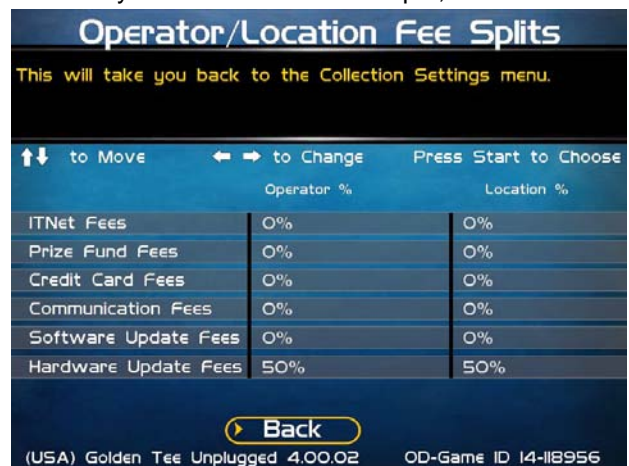 Operator/Location Fee Splits
This will take you back to the Collection Settings menu.
to Move to Change Press Start to Choose
Operator % Location %
ITNet Fees 0% 0%
Prize Fund Fees 0% 0%
Credit Card Fees 0% 0%
Communication Fees 0% 0%
Software Update Fees 0% 0%
Hardware Update Fees 50% 50%
Back
(USA) Golden Tee Unplugged 4.00.02 OD-Game ID 14-118956